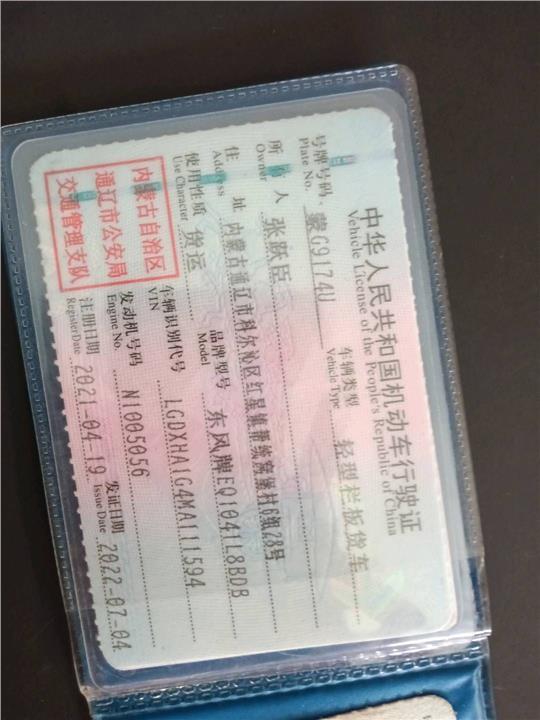 中华人民共和国机动车行驶证
Vehicle License of the People's Republic of China
号牌号码 蒙G9174U 车辆类型 轻型栏板货车
Plate No. Vehicle Type
所有人 张跃臣
Owner
住址 内蒙古通辽市科尔沁区红星镇 村6组28号
Address
使用性质 货运 品牌型号 东风牌EQ1041L8BDB
Use Character Model
内蒙古自治区
通辽市公安局
交通管理支队
车辆识别代号 LGDXHA1G4MA111594
VIN
发动机号码 N1005056
Engine No.
注册日期 2021-04-19 发证日期 2022-07-04
Register Date Issue Date